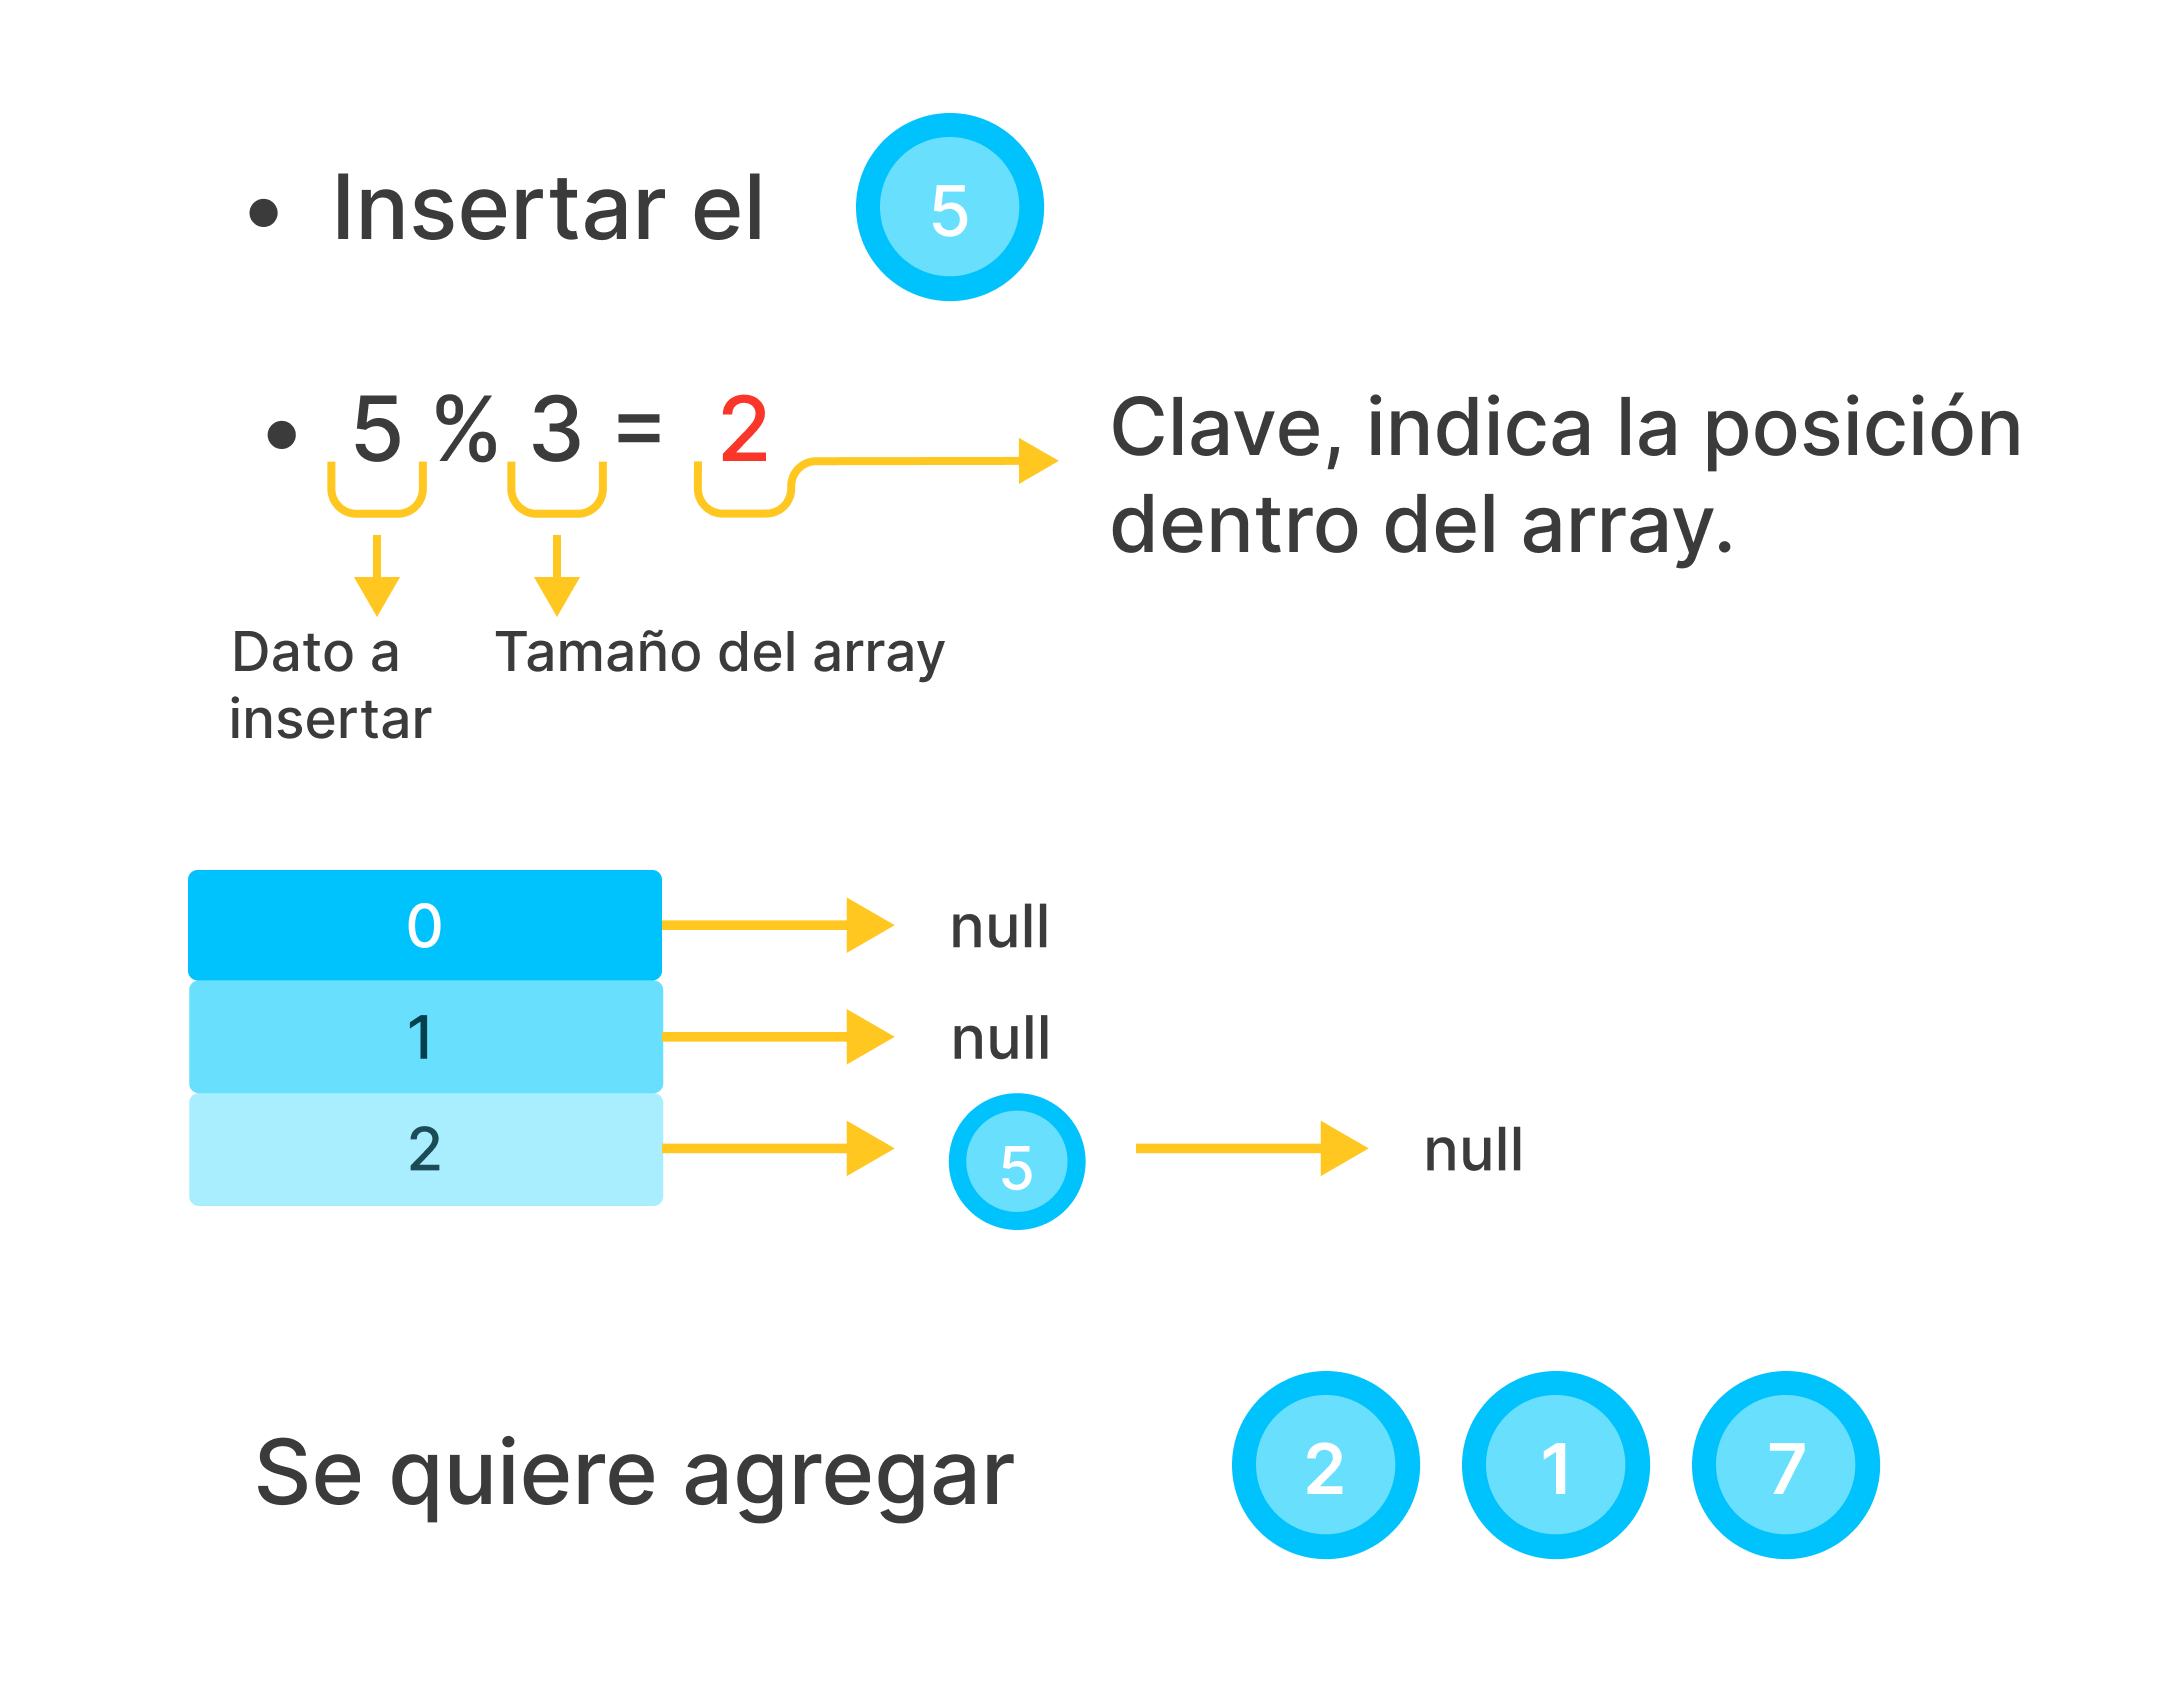 • Insertar el 5
• 5 % 3 = 2
Clave, indica la posición
dentro del array.
Dato a
insertar
Tamaño del array
0 null
1 null
2 5 null
Se quiere agregar 2 1 7